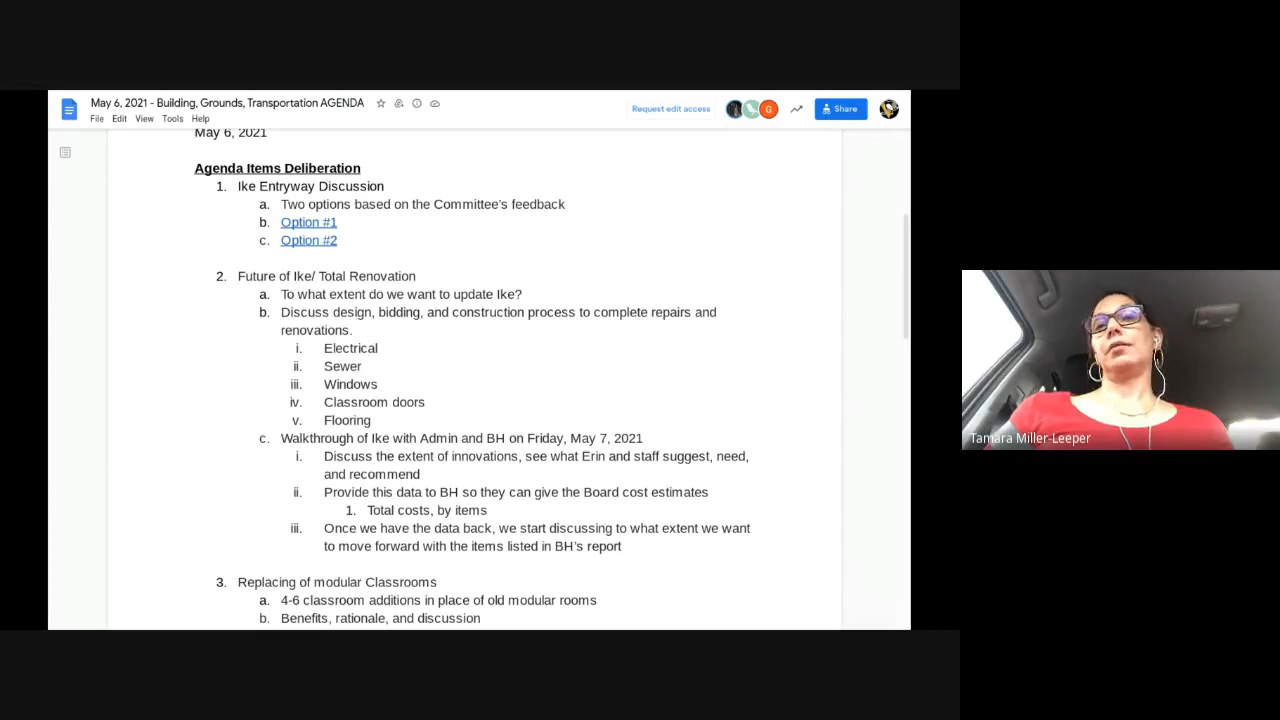 May 6, 2021 - Building, Grounds, Transportation AGENDA
File Edit View Tools Help
Request edit access
G
Share
May 6, 2021
Agenda Items Deliberation
1. Ike Entryway Discussion
a. Two options based on the Committee's feedback
b. Option #1
c. Option #2
2. Future of Ike/ Total Renovation
a. To what extent do we want to update Ike?
b. Discuss design, bidding, and construction process to complete repairs and
renovations.
i. Electrical
ii. Sewer
iii. Windows
iv. Classroom doors
v. Flooring
c. Walkthrough of Ike with Admin and BH on Friday, May 7, 2021
i. Discuss the extent of innovations, see what Erin and staff suggest, need,
and recommend
ii. Provide this data to BH so they can give the Board cost estimates
1. Total costs, by items
iii. Once we have the data back, we start discussing to what extent we want
to move forward with the items listed in BH's report
3. Replacing of modular Classrooms
a. 4-6 classroom additions in place of old modular rooms
b. Benefits, rationale, and discussion
Tamara Miller-Leeper